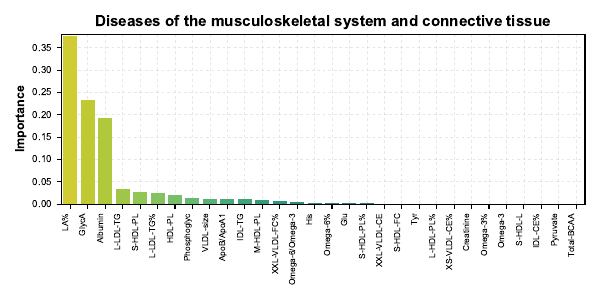 Diseases of the musculoskeletal system and connective tissue
Importance
0.35
0.30
0.25
0.20
0.15
0.10
0.05
0.00
LA%
GlycA
Albumin
L-LDL-TG
S-HDL-PL
L-LDL-TG%
HDL-PL
Phosphoglyc
VLDL-size
ApoB/ApoA1
IDL-TG
M-HDL-PL
XXL-VLDL-FC%
Omega-6/Omega-3
His
Omega-6%
Glu
S-HDL-PL%
XXL-VLDL-CE
S-HDL-FC
Tyr
L-HDL-PL%
XS-VLDL-CE%
Creatinine
Omega-3%
Omega-3
S-HDL-L
IDL-CE%
Pyruvate
Total-BCAA